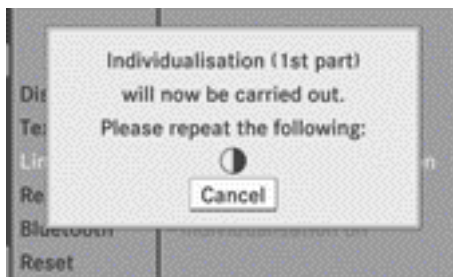 Individualisation (1st part)
will now be carried out.
Please repeat the following:
Cancel
Bluetooth
Reset